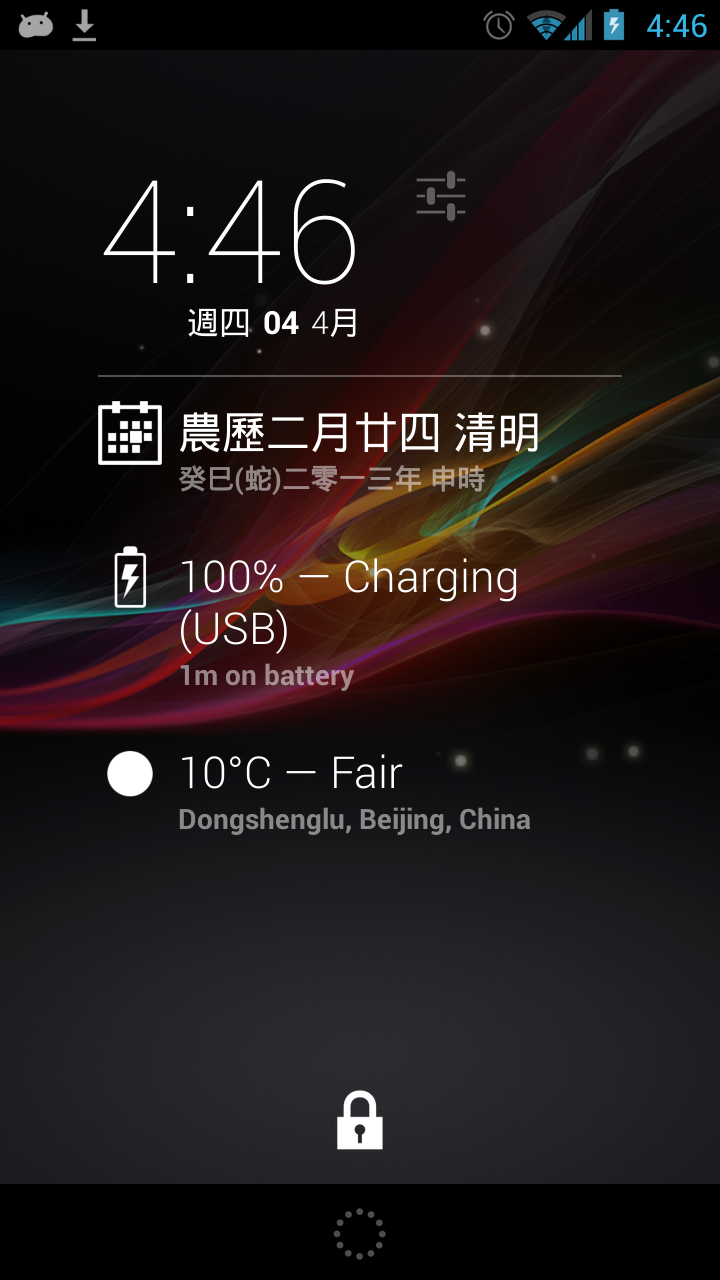 4:46
4:46
週四 04 4月
農歷二月廿四 清明
癸巳(蛇)二零一三年 申時
100% — Charging
(USB)
1m on battery
10°C — Fair
Dongshenglu, Beijing, China